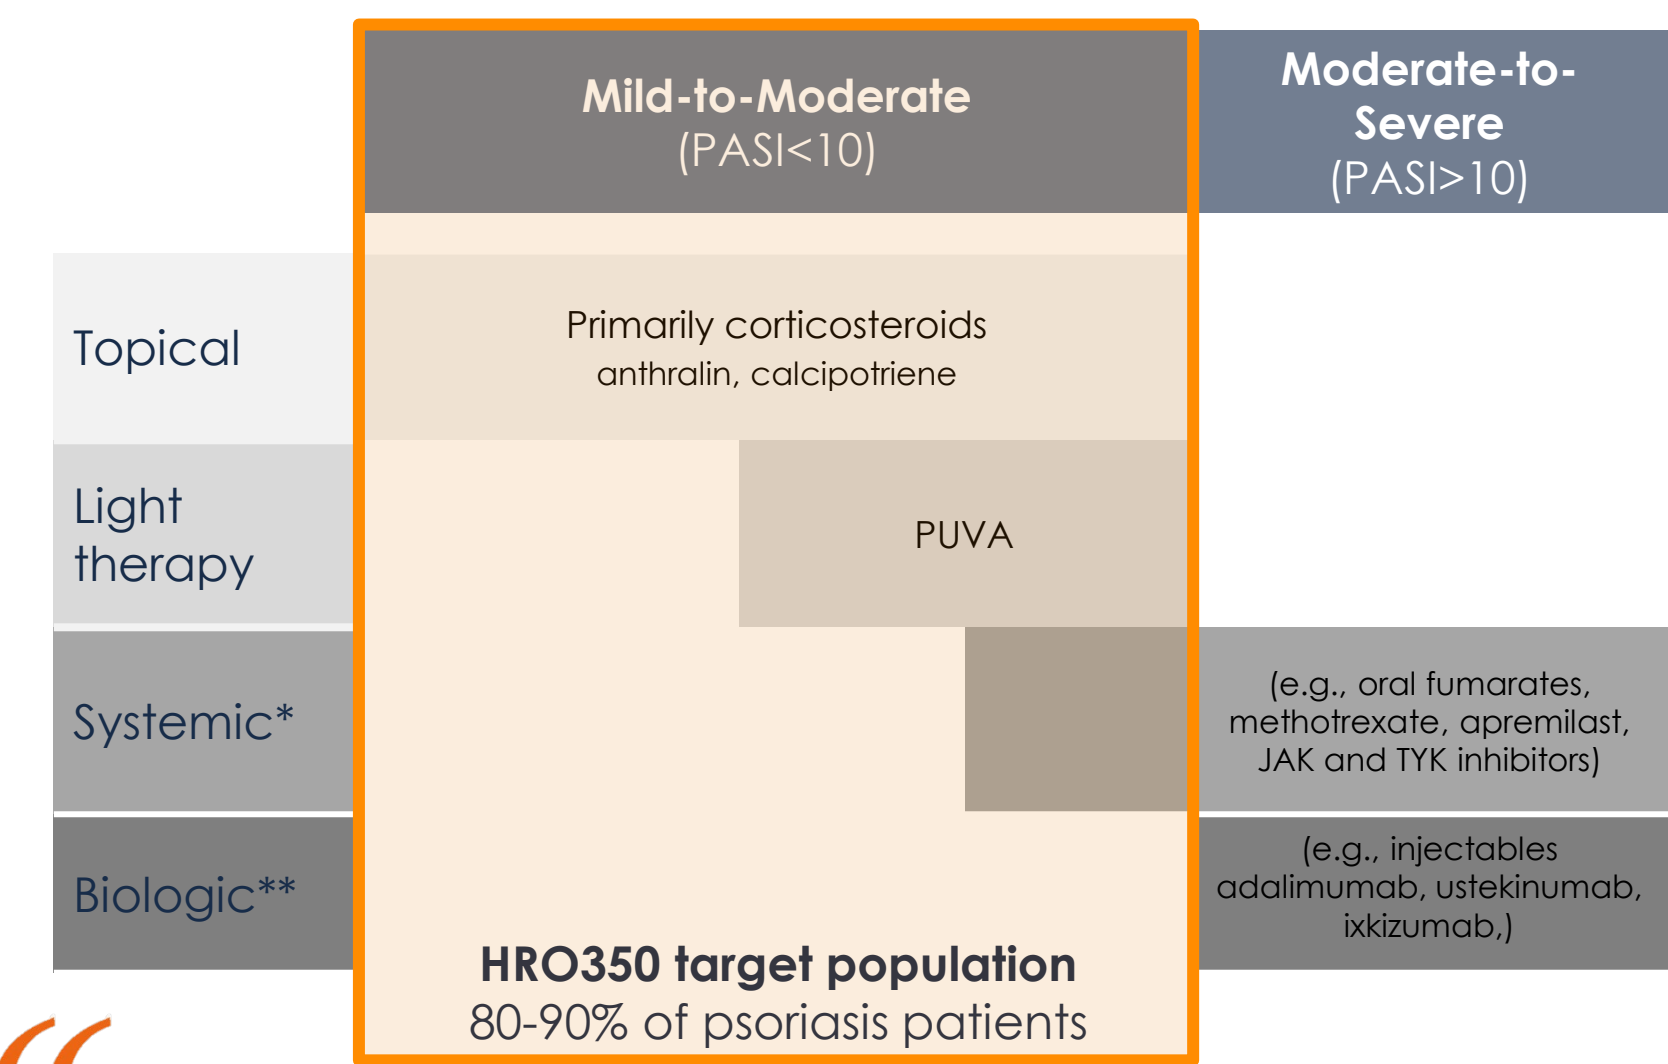 Mild-to-Moderate
(PASI<10)
Moderate-to-
Severe
(PASI>10)
Topical
Primarily corticosteroids
anthralin, calcipotriene
Light
therapy
PUVA
Systemic*
(e.g., oral fumarates,
methotrexate, apremilast,
JAK and TYK inhibitors)
Biologic**
(e.g., injectables
adalimumab, ustekinumab,
ixkizumab,)
HRO350 target population
80-90% of psoriasis patients
“